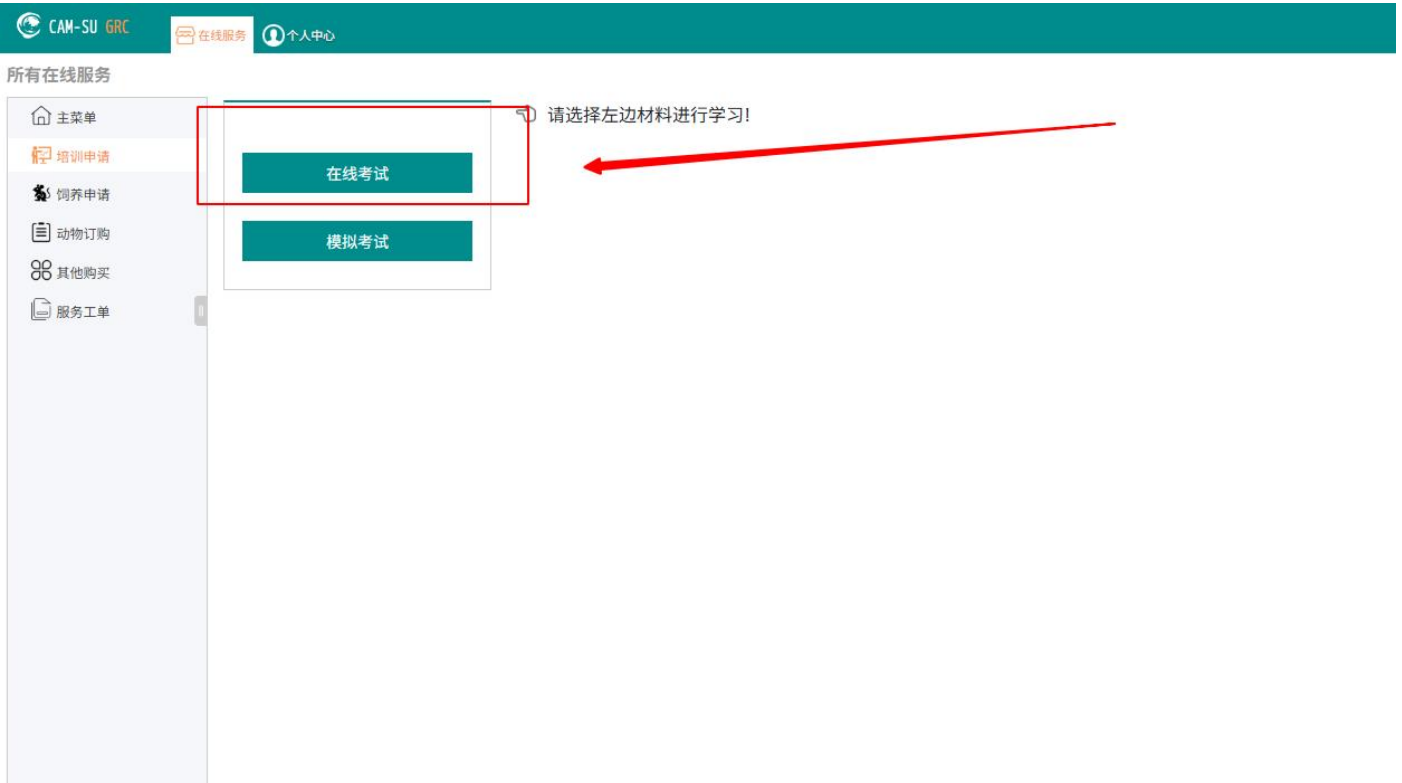 CAM-SU GRC
在线服务
个人中心
所有在线服务
主菜单
培训申请
饲养申请
动物订购
其他购买
服务工单
在线考试
模拟考试
请选择左边材料进行学习!